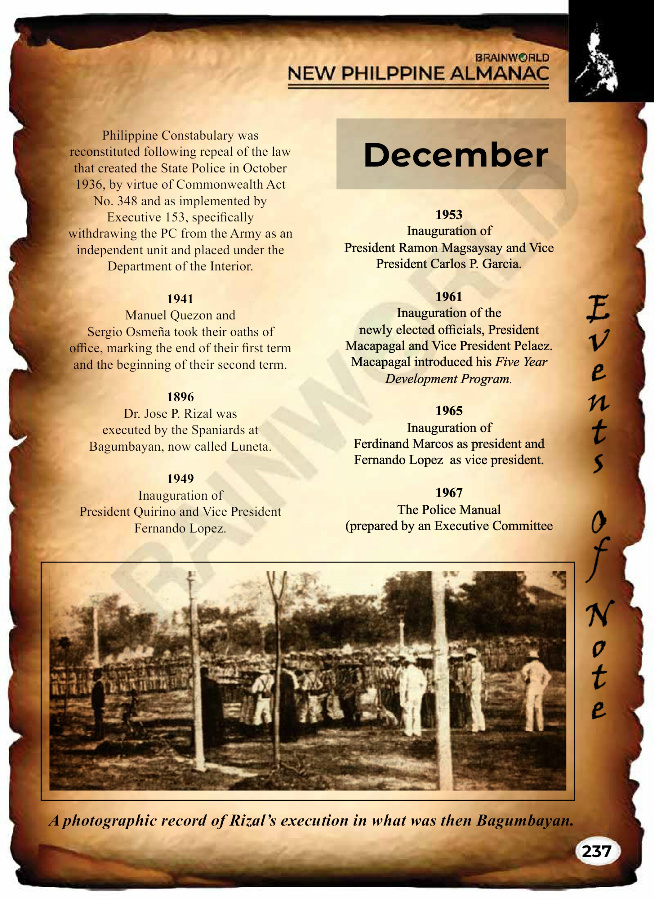 BRAINWORLD
NEW PHILPPINE ALMANAC
Philippine Constabulary was
reconstituted following repeal of the law
that created the State Police in October
1936, by virtue of Commonwealth Act
No. 348 and as implemented by
Executive 153, specifically
withdrawing the PC from the Army as an
independent unit and placed under the
Department of the Interior.
1941
Manuel Quezon and
Sergio Osmeña took their oaths of
office, marking the end of their first term
and the beginning of their second term.
1896
Dr. Jose P. Rizal was
executed by the Spaniards at
Bagumbayan, now called Luneta.
1949
Inauguration of
President Quirino and Vice President
Fernando Lopez.
December
1953
Inauguration of
President Ramon Magsaysay and Vice
President Carlos P. Garcia.
1961
Inauguration of the
newly elected officials, President
Macapagal and Vice President Pelaez.
Macapagal introduced his Five Year
Development Program.
1965
Inauguration of
Ferdinand Marcos as president and
Fernando Lopez as vice president.
1967
The Police Manual
(prepared by an Executive Committee
Events of Note
A photographic record of Rizal's execution in what was then Bagumbayan.
237
RAINWORLD